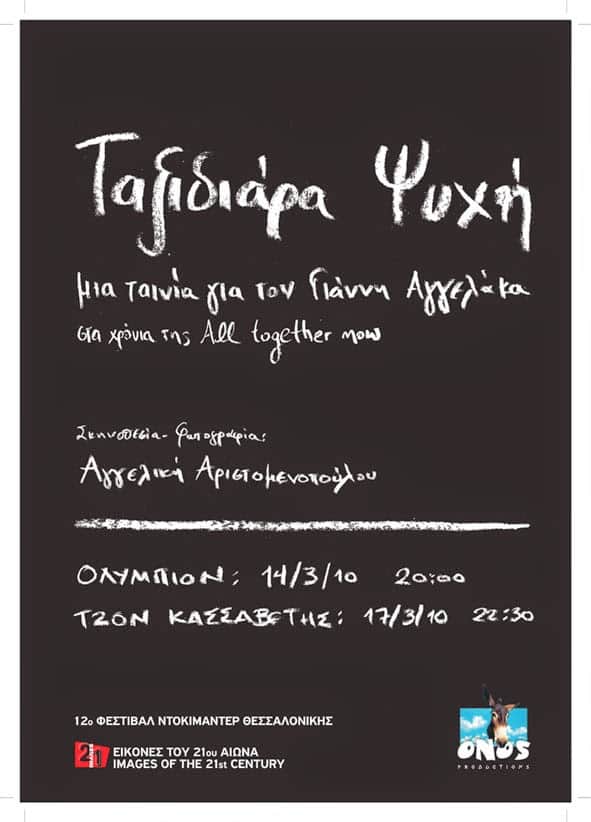 Ταξιδιάρα Ψυχή
μια ταινία για τον Γιάννη Αγγελάκα
στα χρόνια της All together now
Σκηνοθεσία - φωτογραφία:
Αγγελική Αριστομενοπούλου
ΟΛΥΜΠΙΟΝ: 14/3/10 20:00
ΤΖΟΝ ΚΑΣΣΑΒΕΤΗΣ: 17/3/10 22:30
12ο ΦΕΣΤΙΒΑΛ ΝΤΟΚΙΜΑΝΤΕΡ ΘΕΣΣΑΛΟΝΙΚΗΣ
21 ΕΙΚΟΝΕΣ ΤΟΥ 21ου ΑΙΩΝΑ
IMAGES OF THE 21st CENTURY
ONOS
PRODUCTIONS